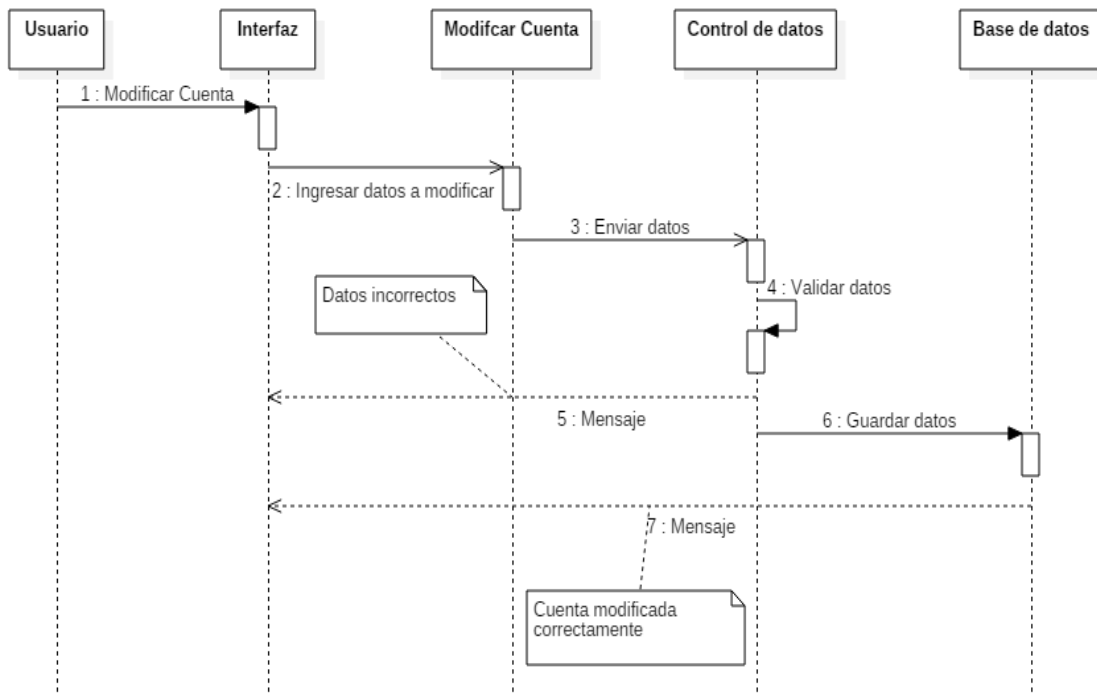 Usuario
Interfaz
Modifcar Cuenta
Control de datos
Base de datos
1 : Modificar Cuenta
2 : Ingresar datos a modificar
3 : Enviar datos
Datos incorrectos
4 : Validar datos
5 : Mensaje
6 : Guardar datos
7 : Mensaje
Cuenta modificada
correctamente